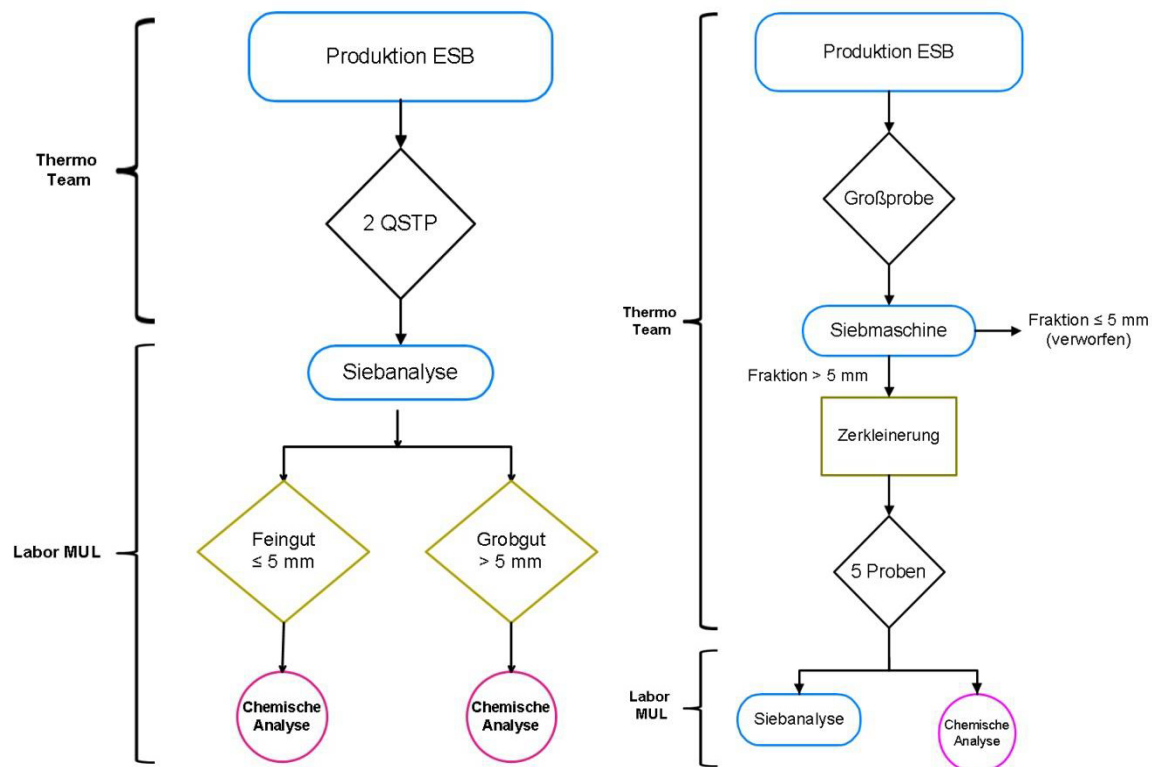 Produktion ESB
Thermo
Team
2 QSTP
Siebanalyse
Labor MUL
Feingut
≤ 5 mm
Grobgut
> 5 mm
Chemische
Analyse
Chemische
Analyse
Produktion ESB
Großprobe
Thermo
Team
Siebmaschine
Fraktion ≤ 5 mm
(verworfen)
Fraktion > 5 mm
Zerkleinerung
5 Proben
Labor
MUL
Siebanalyse
Chemische
Analyse